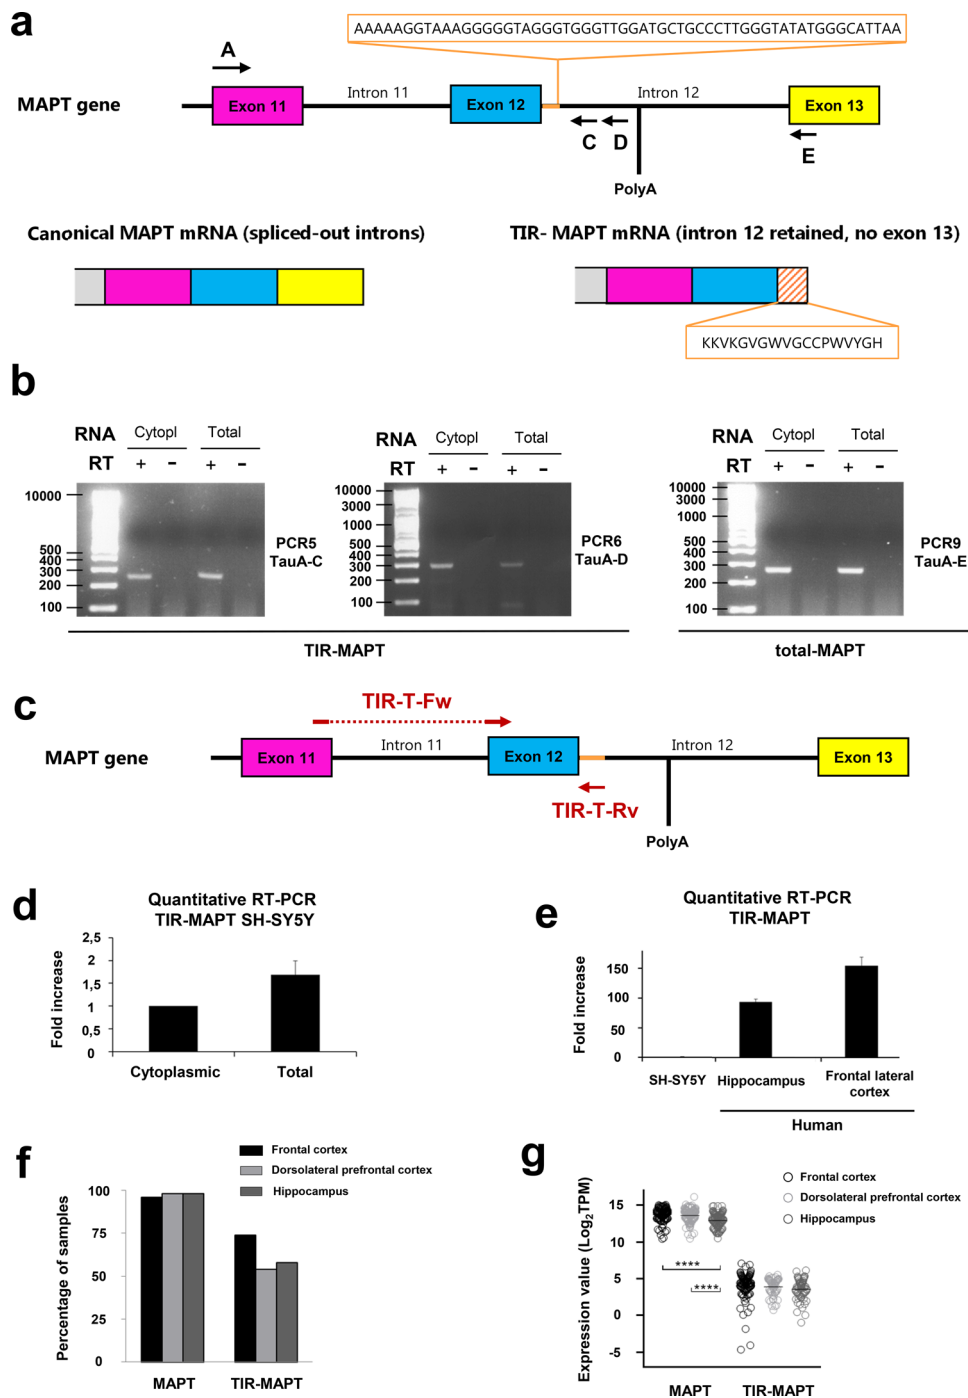 a
AAAAAGGTAAAGGGGGTAGGGTGGGTTGGATGCTGCCCTTGGGTATATGGGCATTAA
A
MAPT gene
Exon 11
Intron 11
Exon 12
Intron 12
Exon 13
C
D
E
PolyA
Canonical MAPT mRNA (spliced-out introns)
TIR- MAPT mRNA (intron 12 retained, no exon 13)
KKVKGVGWVGCCPWVYGH
b
RNA Cytopl Total
RT + - + -
10000
500
400
300
200
100
PCR5
TauA-C
RNA Cytopl Total
RT + - + -
10000
3000
1000
500
400
300
200
100
PCR6
TauA-D
TIR-MAPT
RNA Cytopl Total
RT + - + -
10000
3000
1000
500
400
300
200
100
PCR9
TauA-E
total-MAPT
c
TIR-T-Fw
MAPT gene
Exon 11
Intron 11
Exon 12
Intron 12
Exon 13
TIR-T-Rv
PolyA
d
Quantitative RT-PCR
TIR-MAPT SH-SY5Y
Fold increase
2,5
2
1,5
1
0,5
0
Cytoplasmic
Total
e
Quantitative RT-PCR
TIR-MAPT
Fold increase
150
100
50
0
SH-SY5Y
Hippocampus
Frontal lateral
cortex
Human
f
Frontal cortex
Dorsolateral prefrontal cortex
Hippocampus
Percentage of samples
100
75
50
25
0
MAPT
TIR-MAPT
g
Frontal cortex
Dorsolateral prefrontal cortex
Hippocampus
Expression value (Log2TPM)
15
10
5
0
-5
****
****
MAPT
TIR-MAPT